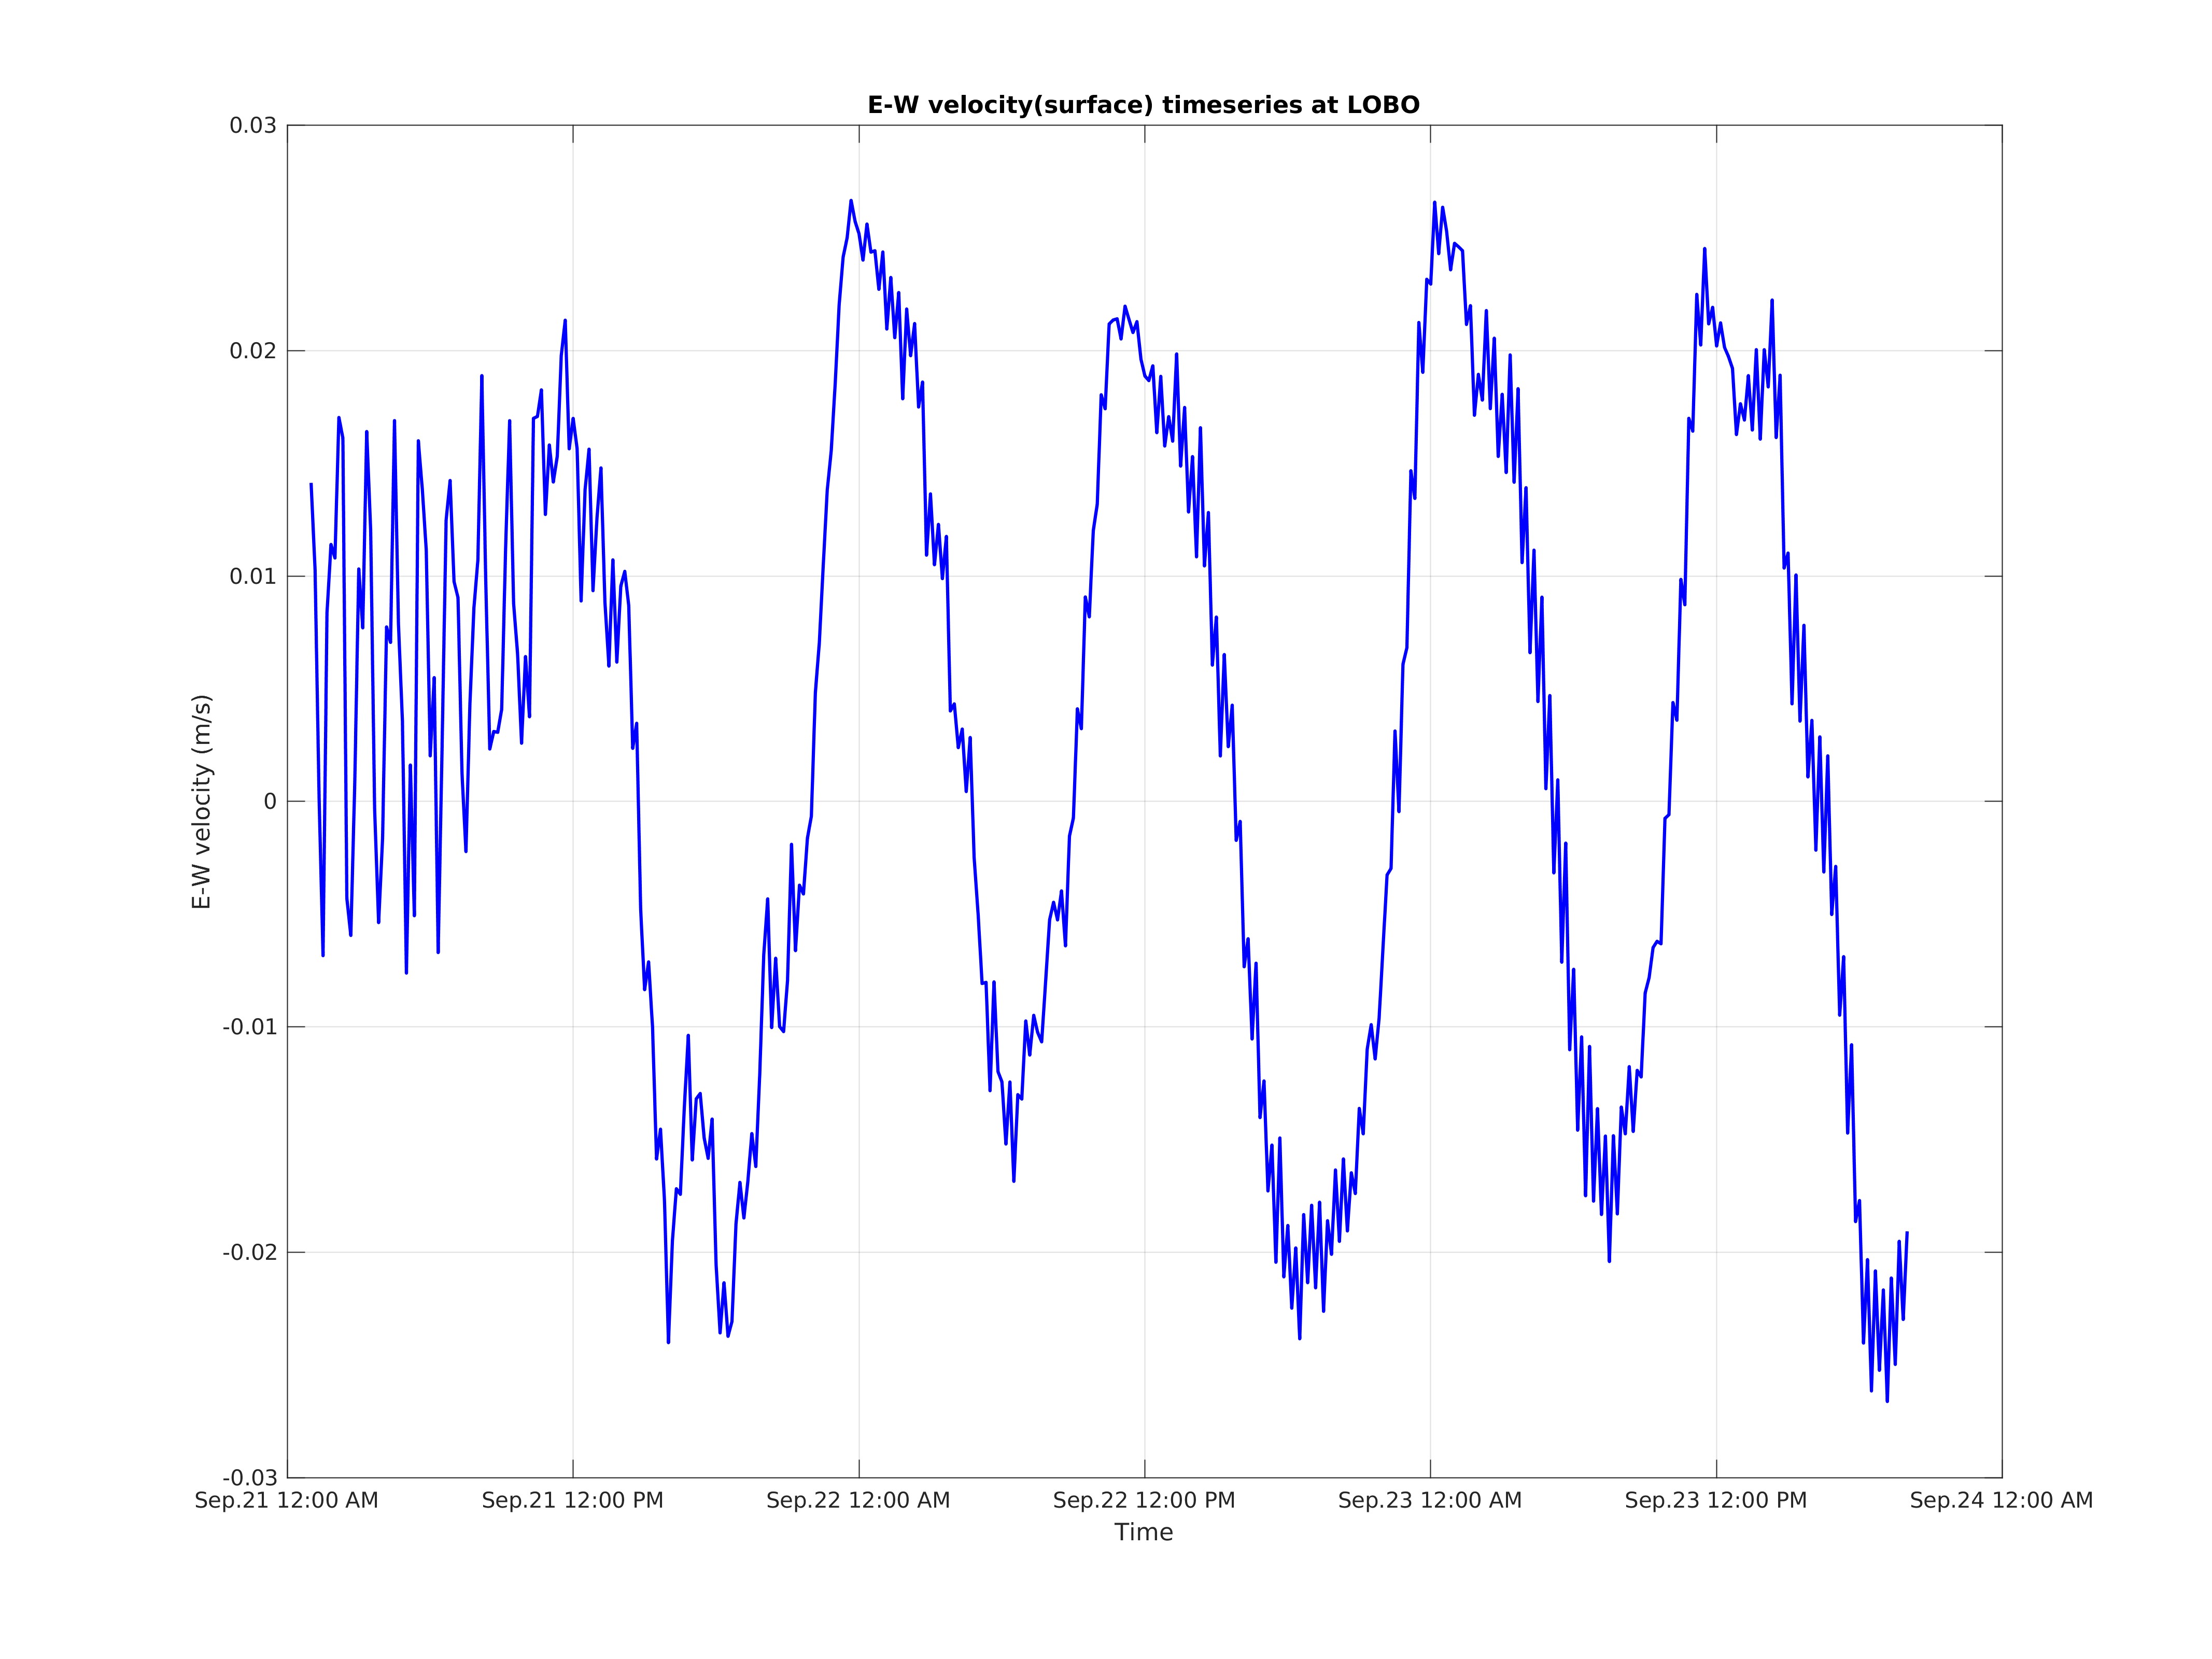 E-W velocity(surface) timeseries at LOBO
0.03
0.02
0.01
0
-0.01
-0.02
-0.03
E-W velocity (m/s)
Sep.21 12:00 AM Sep.21 12:00 PM Sep.22 12:00 AM Sep.22 12:00 PM Sep.23 12:00 AM Sep.23 12:00 PM Sep.24 12:00 AM
Time